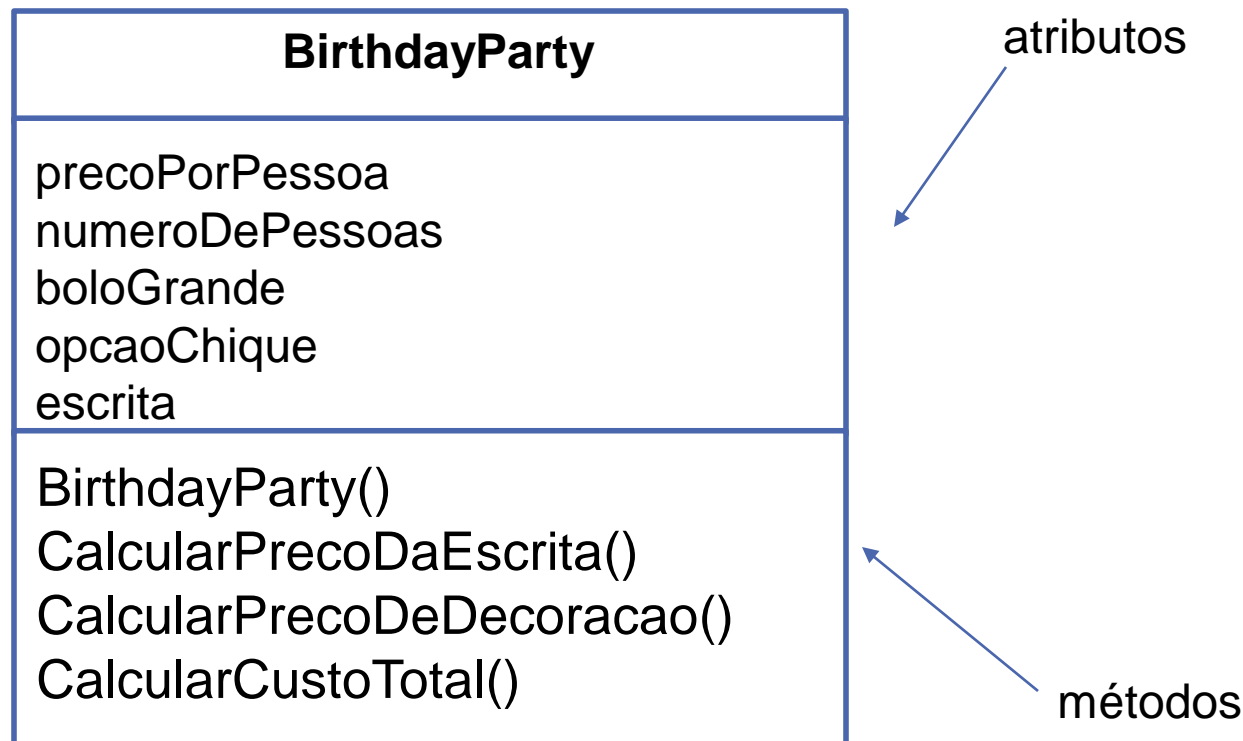 BirthdayParty
atributos
precoPorPessoa
numeroDePessoas
boloGrande
opcaoChique
escrita
BirthdayParty()
CalcularPrecoDaEscrita()
CalcularPrecoDeDecoracao()
CalcularCustoTotal()
métodos